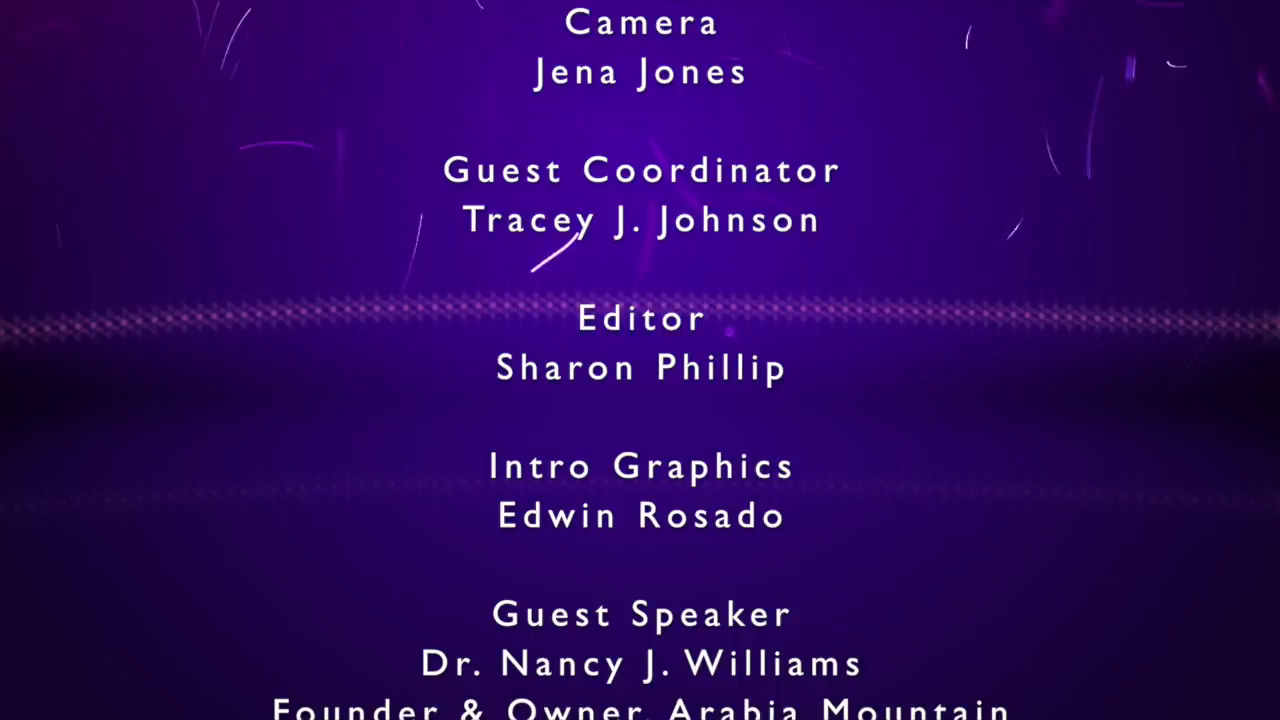 Camera
Jena Jones
Guest Coordinator
Tracey J. Johnson
Editor
Sharon Phillip
Intro Graphics
Edwin Rosado
Guest Speaker
Dr. Nancy J. Williams
Founder & Owner, Arabia Mountain